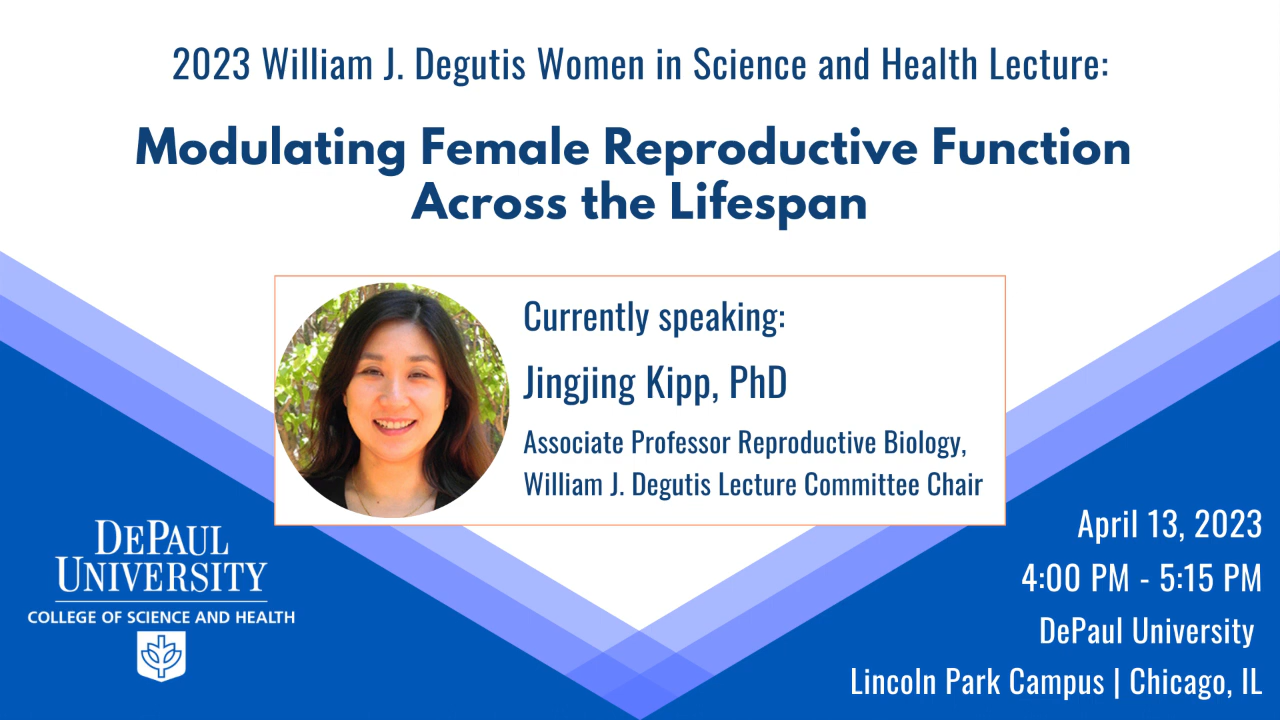 2023 William J. Degutis Women in Science and Health Lecture:
Modulating Female Reproductive Function
Across the Lifespan
Currently speaking:
Jingjing Kipp, PhD
Associate Professor Reproductive Biology,
William J. Degutis Lecture Committee Chair
DEPAUL
UNIVERSITY
COLLEGE OF SCIENCE AND HEALTH
April 13, 2023
4:00 PM - 5:15 PM
DePaul University
Lincoln Park Campus | Chicago, IL